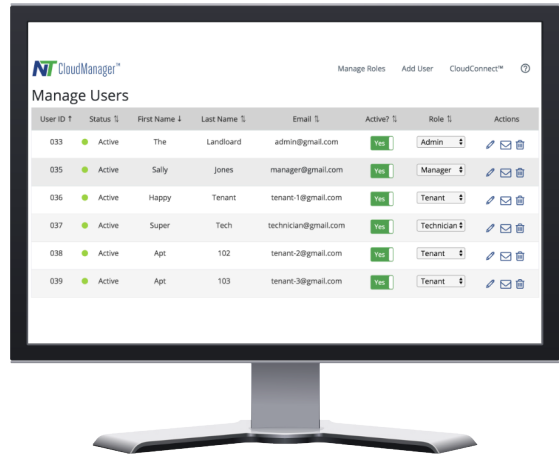 NT CloudManager™
Manage Roles Add User CloudConnect™ ?
Manage Users
User ID ↑ Status ⇅ First Name ↓ Last Name ⇅ Email ⇅ Active? ⇅ Role ⇅ Actions
033 Active The Landloard admin@gmail.com Yes Admin
035 Active Sally Jones manager@gmail.com Yes Manager
036 Active Happy Tenant tenant-1@gmail.com Yes Tenant
037 Active Super Tech technician@gmail.com Yes Technician
038 Active Apt 102 tenant-2@gmail.com Yes Tenant
039 Active Apt 103 tenant-3@gmail.com Yes Tenant